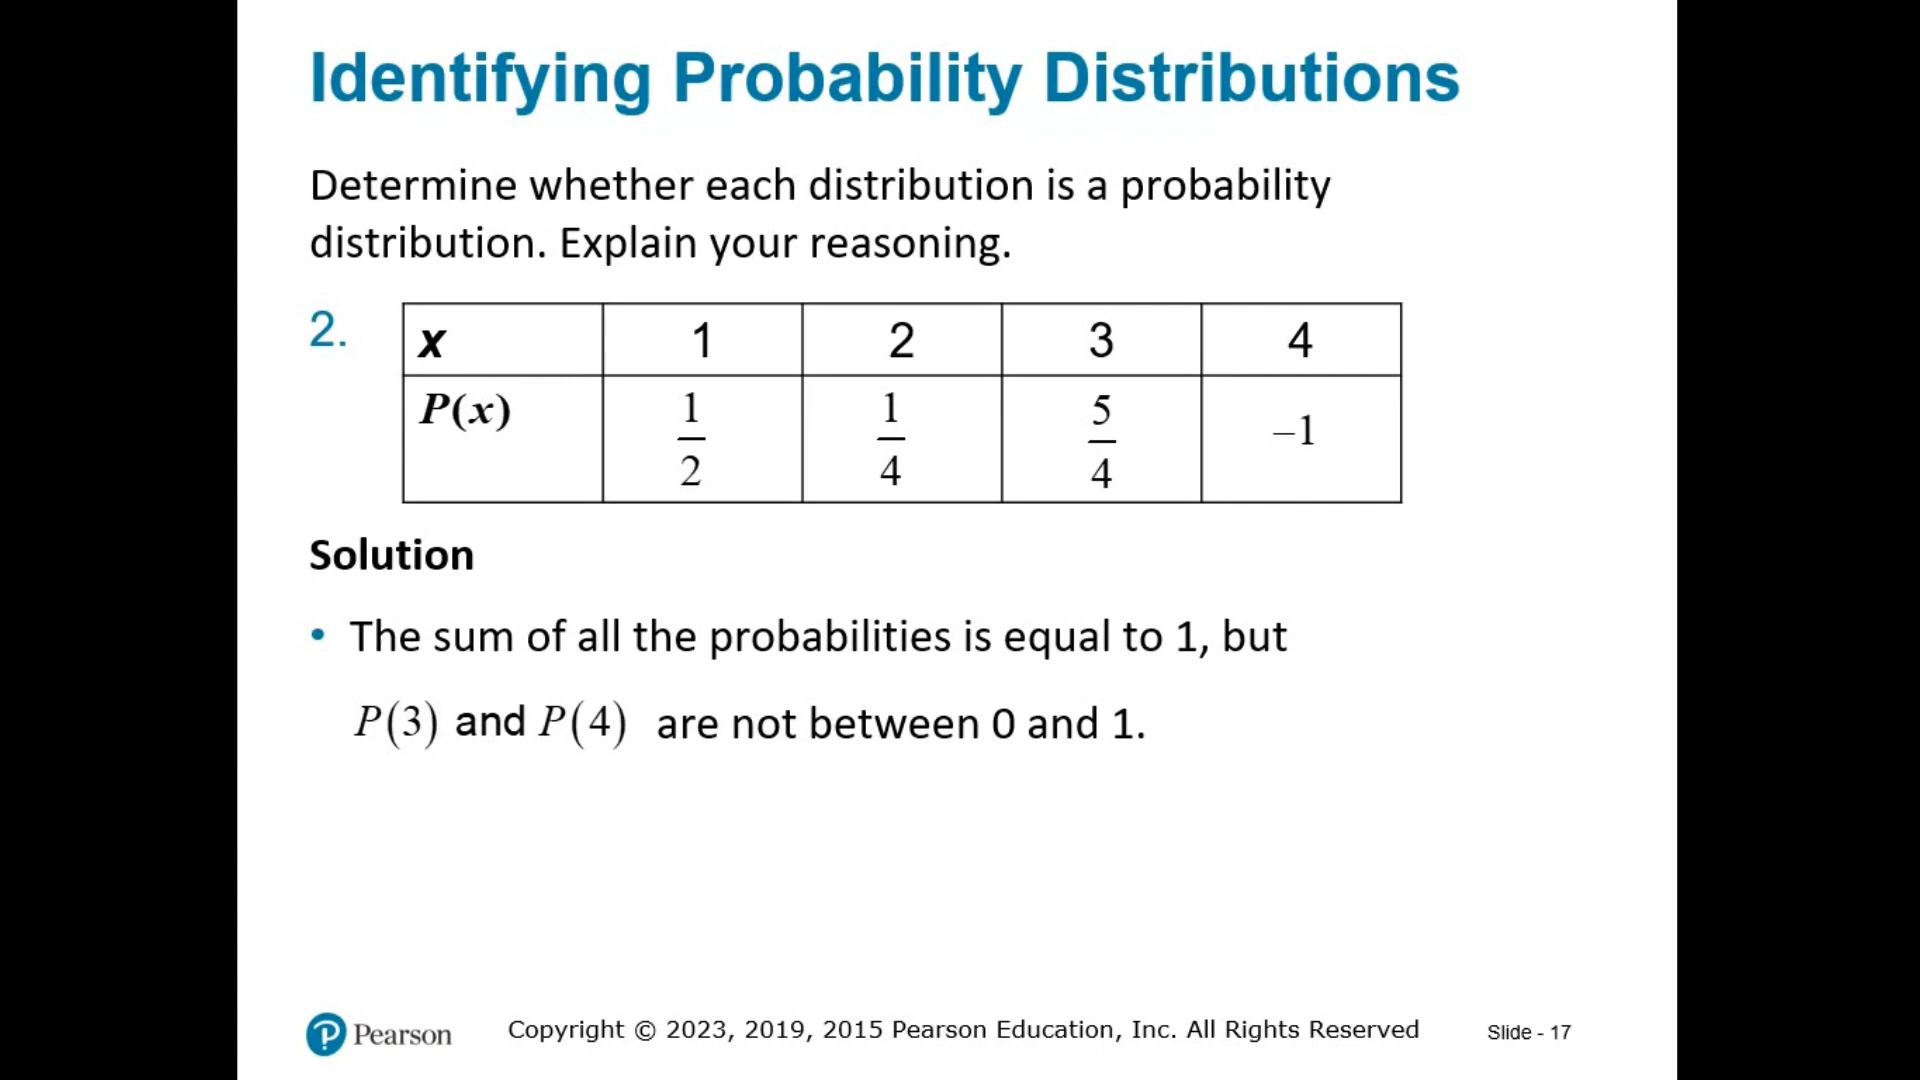 Identifying Probability Distributions
Determine whether each distribution is a probability
distribution. Explain your reasoning.
2.
x 1 2 3 4
P(x) 1/2 1/4 5/4 –1
Solution
• The sum of all the probabilities is equal to 1, but
P(3) and P(4) are not between 0 and 1.
Pearson Copyright © 2023, 2019, 2015 Pearson Education, Inc. All Rights Reserved Slide - 17